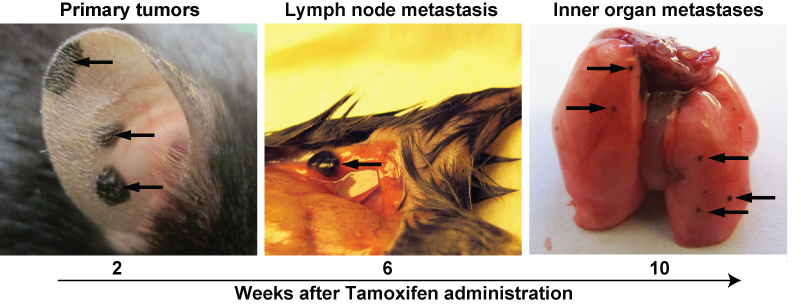 Primary tumors
Lymph node metastasis
Inner organ metastases
2
6
10
Weeks after Tamoxifen administration